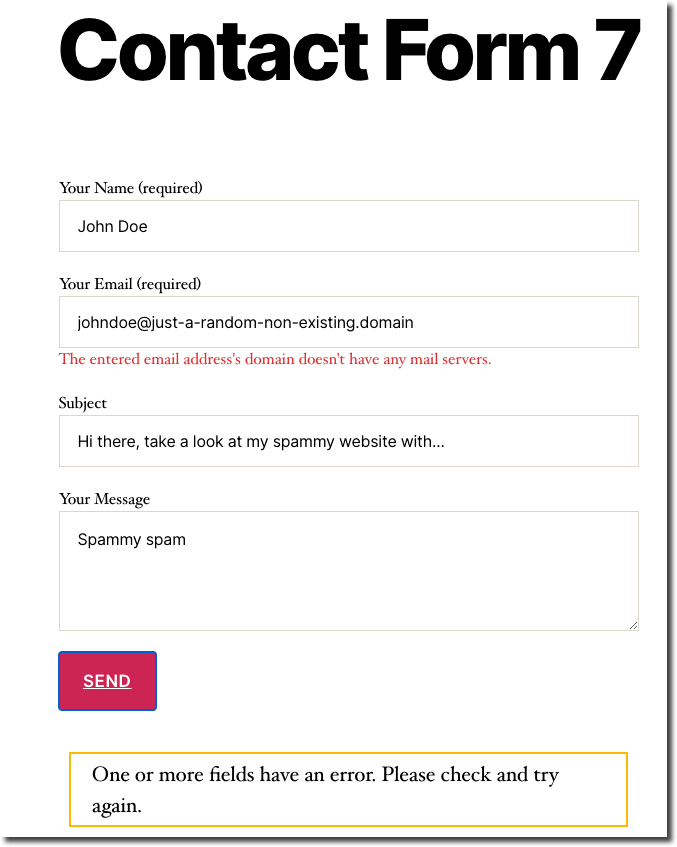 Contact Form 7
Your Name (required)
John Doe
Your Email (required)
johndoe@just-a-random-non-existing.domain
The entered email address's domain doesn't have any mail servers.
Subject
Hi there, take a look at my spammy website with...
Your Message
Spammy spam
SEND
One or more fields have an error. Please check and try
again.